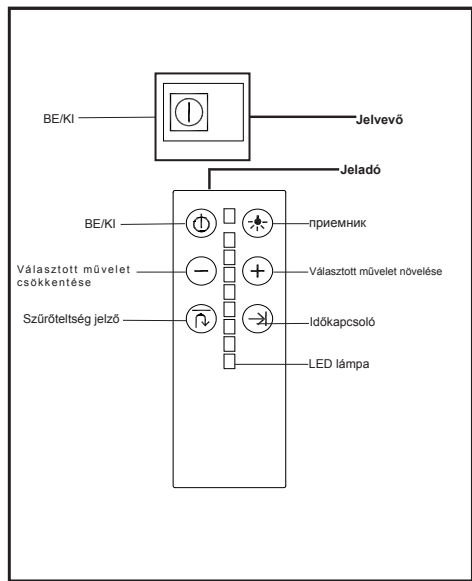 BE/KI
Jelvevő
Jeladó
BE/KI
приемник
Választott művelet
csökkentése
Választott művelet növelése
Szűrőteltség jelző
Időkapcsoló
LED lámpa